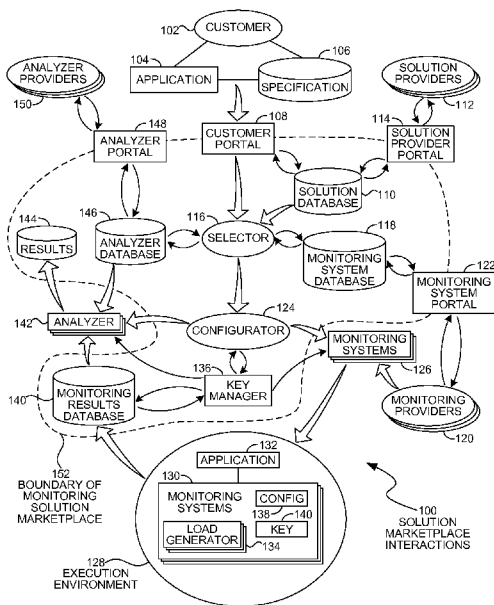 102
CUSTOMER
104
106
ANALYZER
PROVIDERS
150
APPLICATION
SPECIFICATION
SOLUTION
PROVIDERS
112
148
108
114
ANALYZER
PORTAL
CUSTOMER
PORTAL
SOLUTION
PROVIDER
PORTAL
SOLUTION
DATABASE
110
144
146
116
118
RESULTS
ANALYZER
DATABASE
SELECTOR
MONITORING
SYSTEM
DATABASE
122
MONITORING
SYSTEM
PORTAL
124
142
ANALYZER
CONFIGURATOR
MONITORING
SYSTEMS
126
136
140
MONITORING
RESULTS
DATABASE
KEY
MANAGER
MONITORING
PROVIDERS
120
152
BOUNDARY OF
MONITORING
SOLUTION
MARKETPLACE
132
APPLICATION
130
MONITORING
SYSTEMS
CONFIG
138
140
LOAD
GENERATOR
134
KEY
128
EXECUTION
ENVIRONMENT
100
SOLUTION
MARKETPLACE
INTERACTIONS